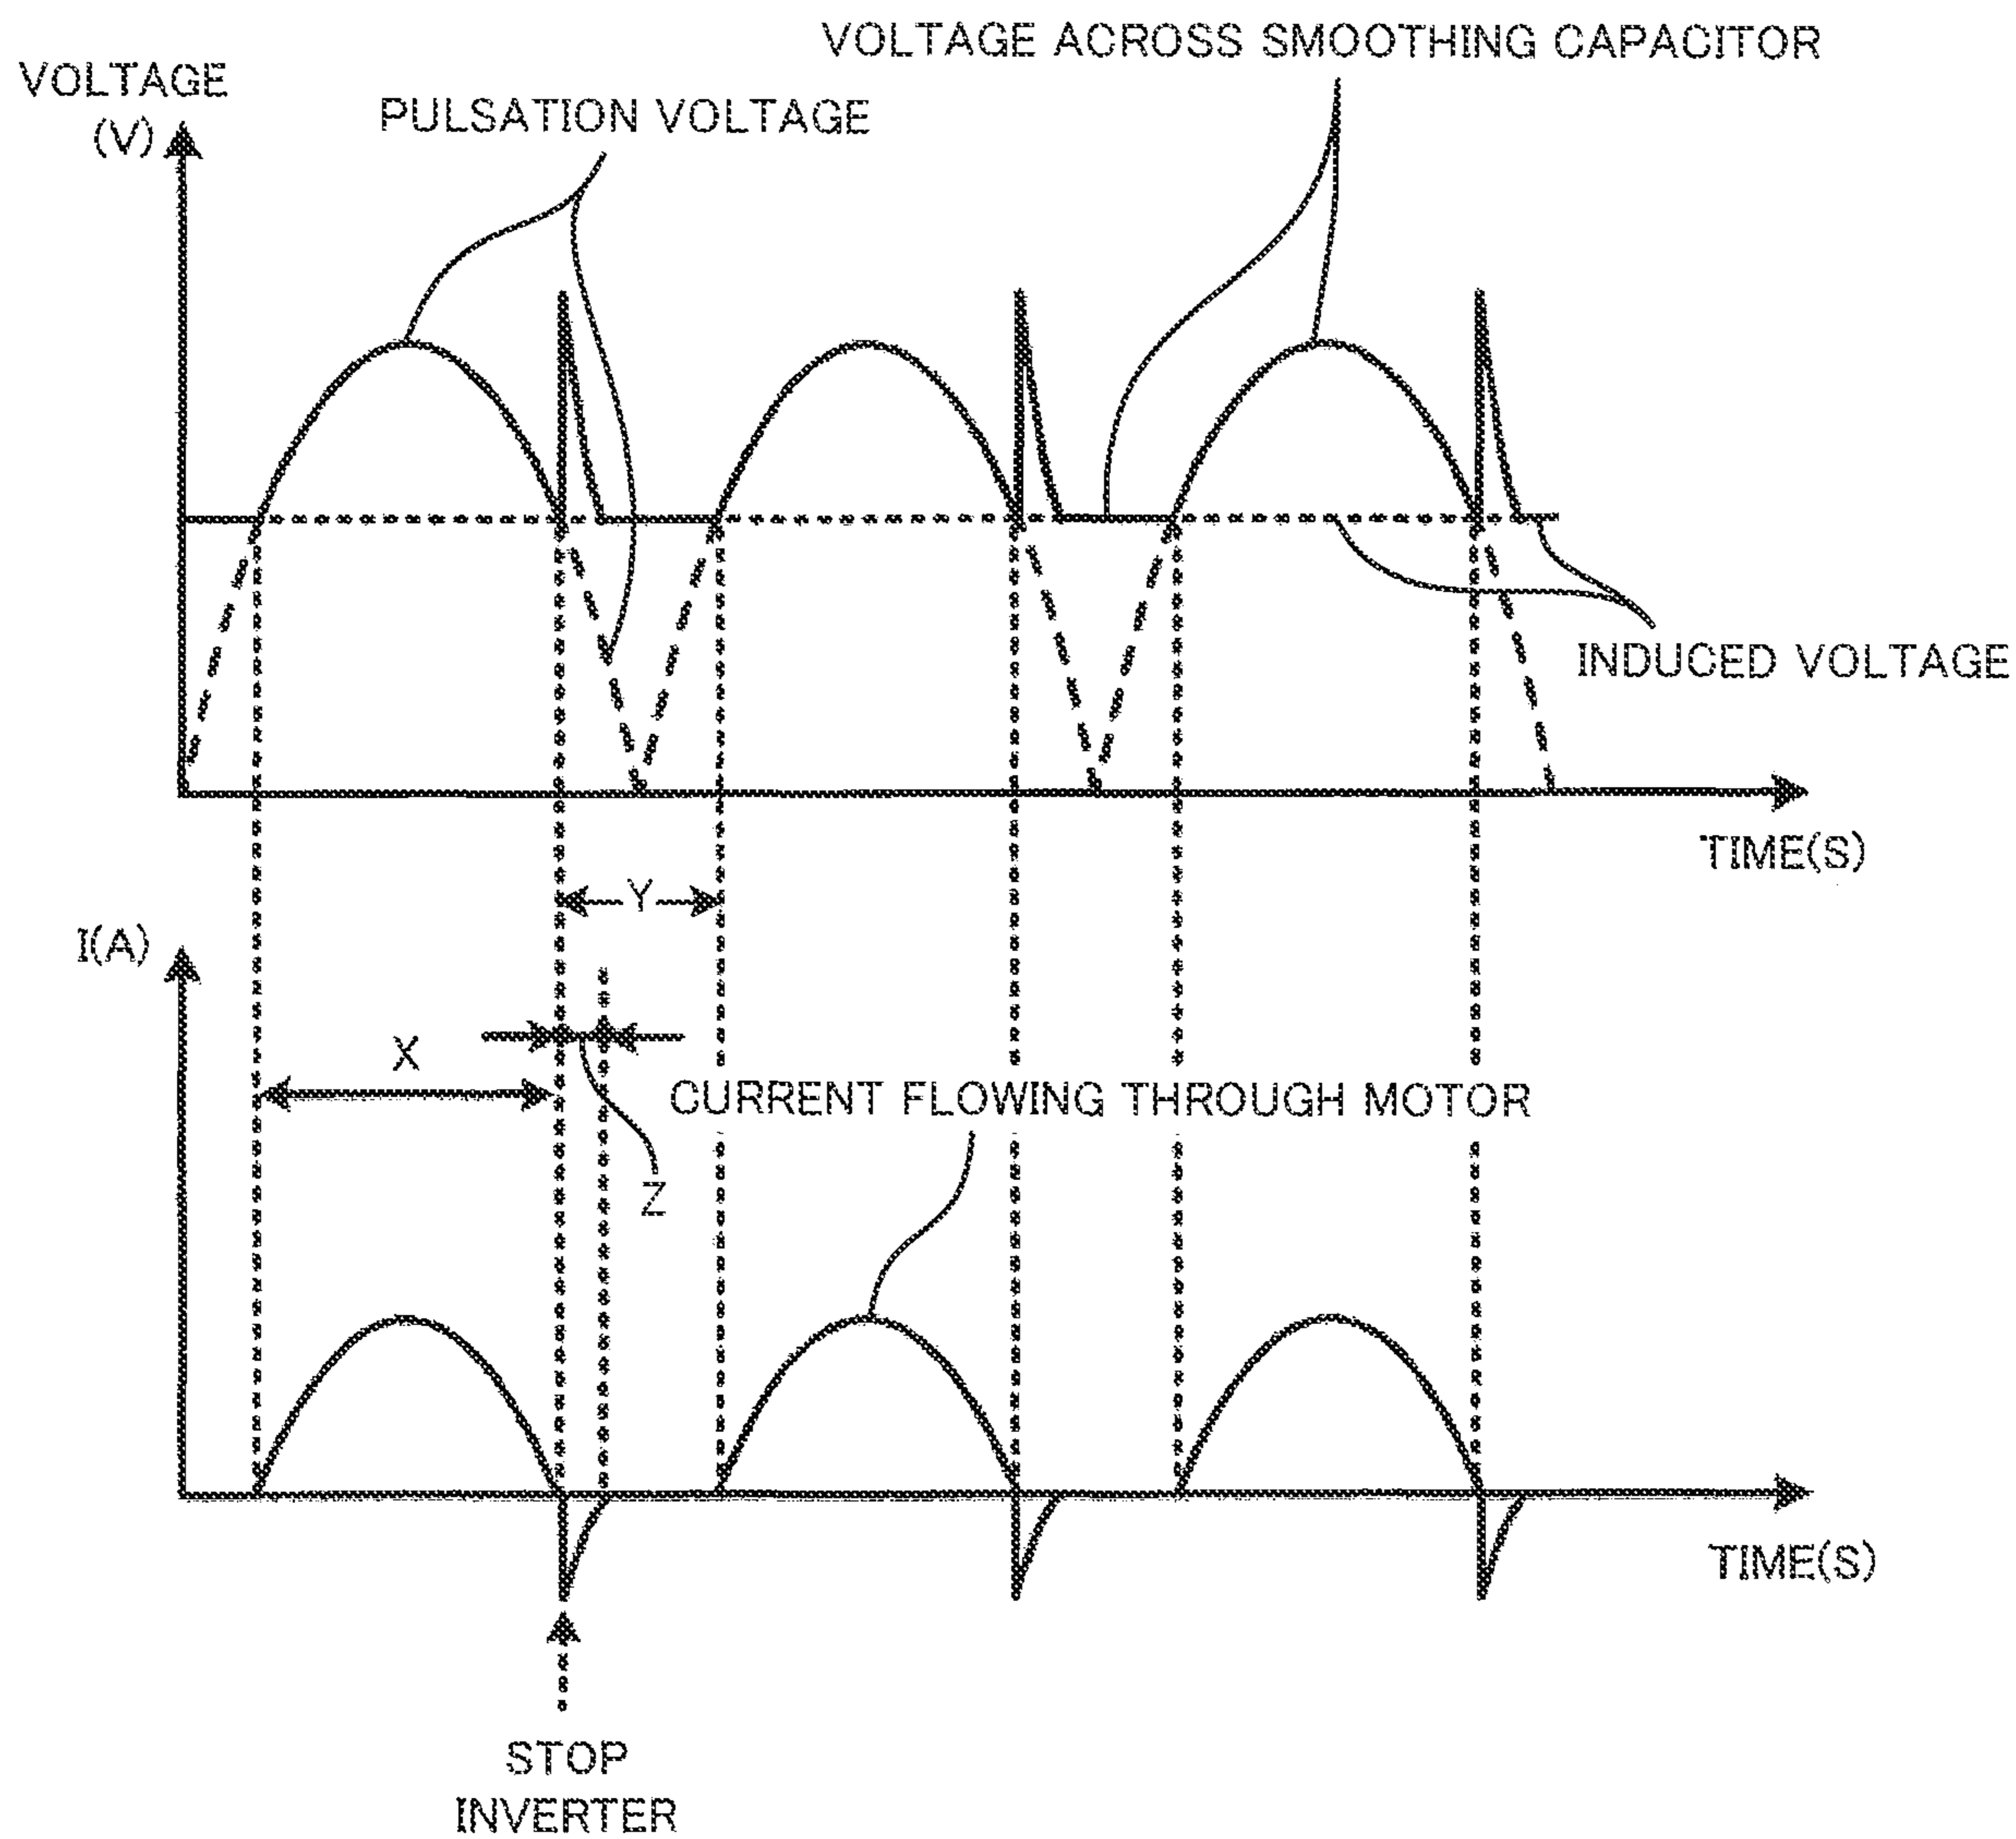 VOLTAGE ACROSS SMOOTHING CAPACITOR
VOLTAGE
(V)
PULSATION VOLTAGE
INDUCED VOLTAGE
TIME(S)
Y
I(A)
X
CURRENT FLOWING THROUGH MOTOR
Z
TIME(S)
STOP
INVERTER